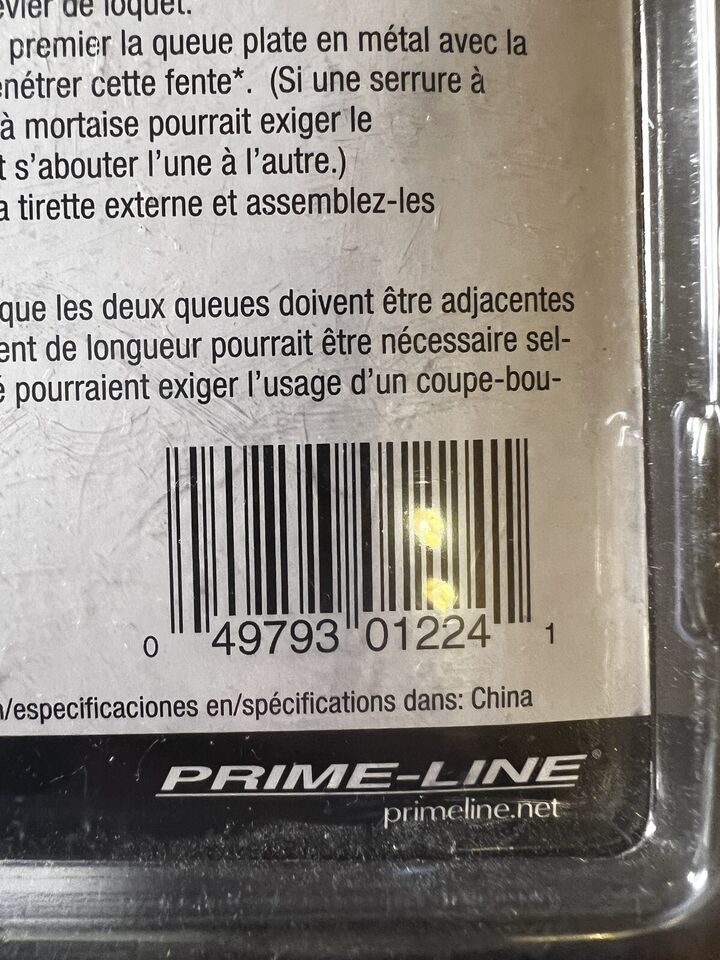 de loquet.
premier la queue plate en métal avec la
cette fente*. (Si une serrure à
à mortaise pourrait exiger le
s'abouter l'une à l'autre.)
tirette externe et assemblez-les
que les deux queues doivent être adjacentes
de longueur pourrait être nécessaire sel-
pourraient exiger l'usage d'un coupe-bou-
0 49793 01224 1
/especificaciones en/spécifications dans: China
PRIME-LINE®
primeline.net